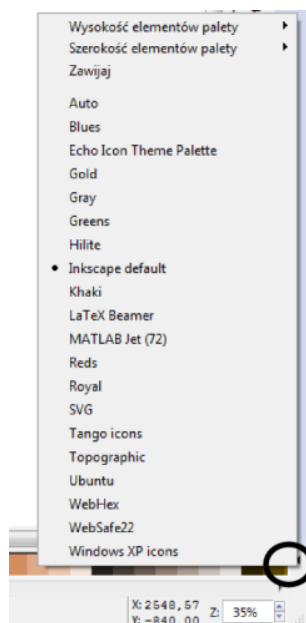 Wysokość elementów palety
Szerokość elementów palety
Zawijaj
Auto
Blues
Echo Icon Theme Palette
Gold
Gray
Greens
Hilite
Inkscape default
Khaki
LaTeX Beamer
MATLAB Jet (72)
Reds
Royal
SVG
Tango icons
Topographic
Ubuntu
WebHex
WebSafe22
Windows XP icons
X: 2548,57
Y: -840,00
Z: 35%